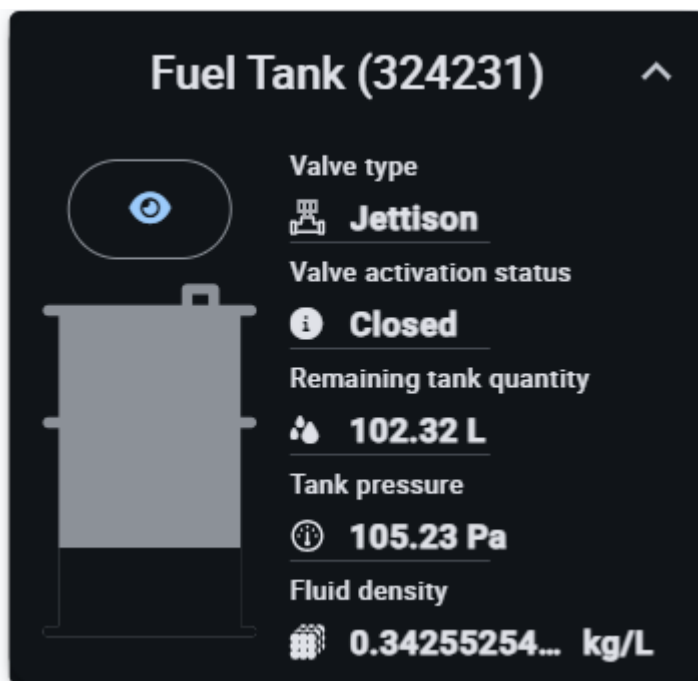 Fuel Tank (324231)
Valve type
Jettison
Valve activation status
Closed
Remaining tank quantity
102.32 L
Tank pressure
105.23 Pa
Fluid density
0.34255254... kg/L